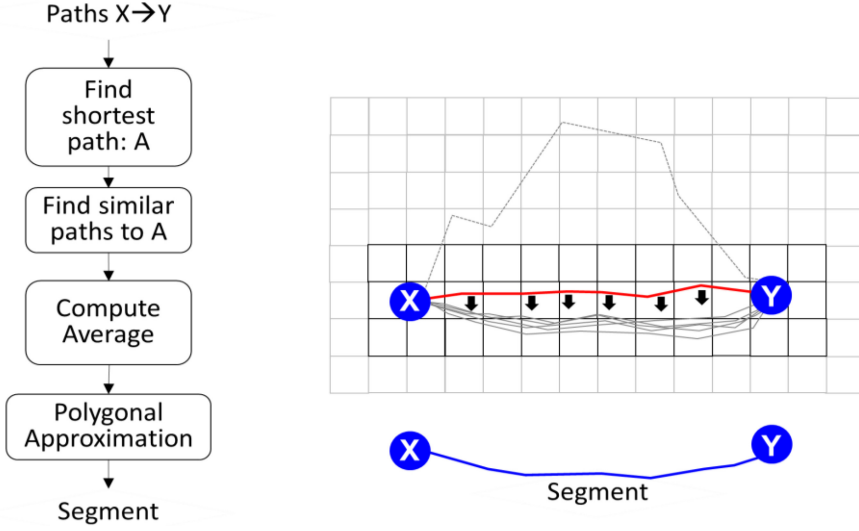 Paths X→Y
Find
shortest
path: A
Find similar
paths to A
Compute
Average
Polygonal
Approximation
Segment
X
Y
X
Y
Segment